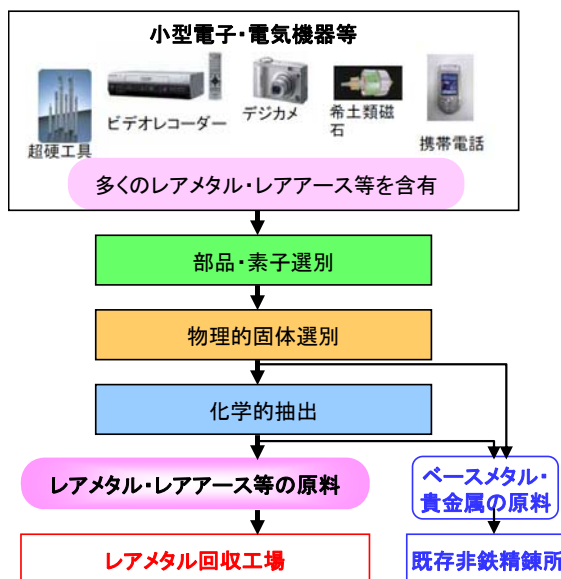 小型電子・電気機器等
超硬工具
ビデオレコーダー
デジカメ
希土類磁
石
携帯電話
多くのレアメタル・レアアース等を含有
部品・素子選別
物理的固体選別
化学的抽出
レアメタル・レアアース等の原料
ベースメタル・
貴金属の原料
レアメタル回収工場
既存非鉄精錬所